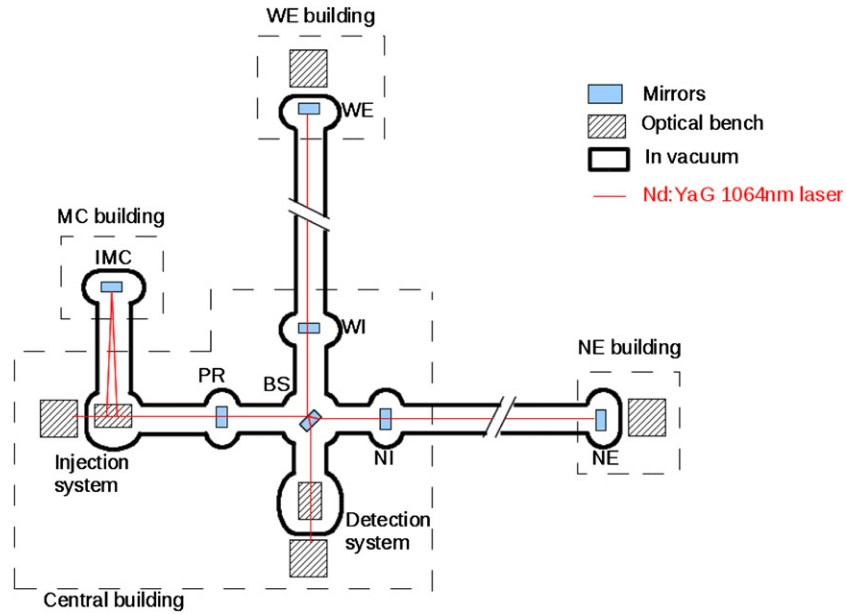 WE building
WE
Mirrors
Optical bench
In vacuum
Nd:YaG 1064nm laser
MC building
IMC
WI
NE building
PR
BS
NI
NE
Injection
system
Detection
system
Central building